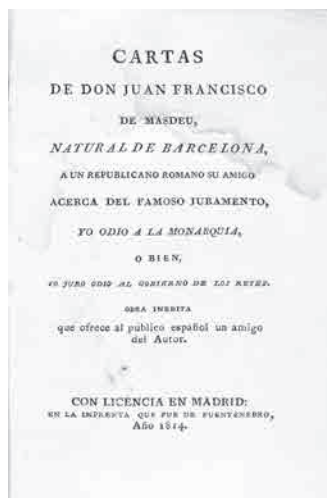 CARTAS
DE DON JUAN FRANCISCO
DE MASDEU,
NATURAL DE BARCELONA,
A UN REPUBLICANO ROMANO SU AMIGO
ACERCA DEL FAMOSO JURAMENTO,
YO ODIO A LA MONARQUIA,
O BIEN,
YO JURO ODIO AL GOBIERNO DE LOS REYES.
OBRA INEDITA
que ofrece al publico español un amigo
del Autor.
CON LICENCIA EN MADRID:
EN LA IMPRENTA QUE FUE DE FUENTENEBRO,
Año 1814.